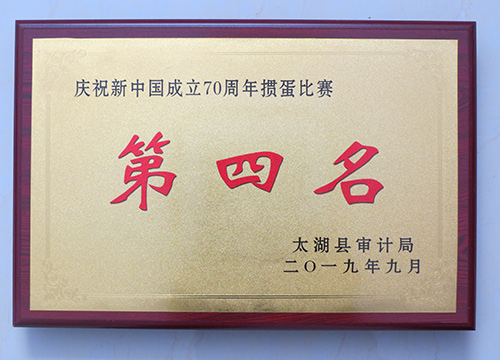 庆祝新中国成立70周年掼蛋比赛
第四名
太湖县审计局
二〇一九年九月